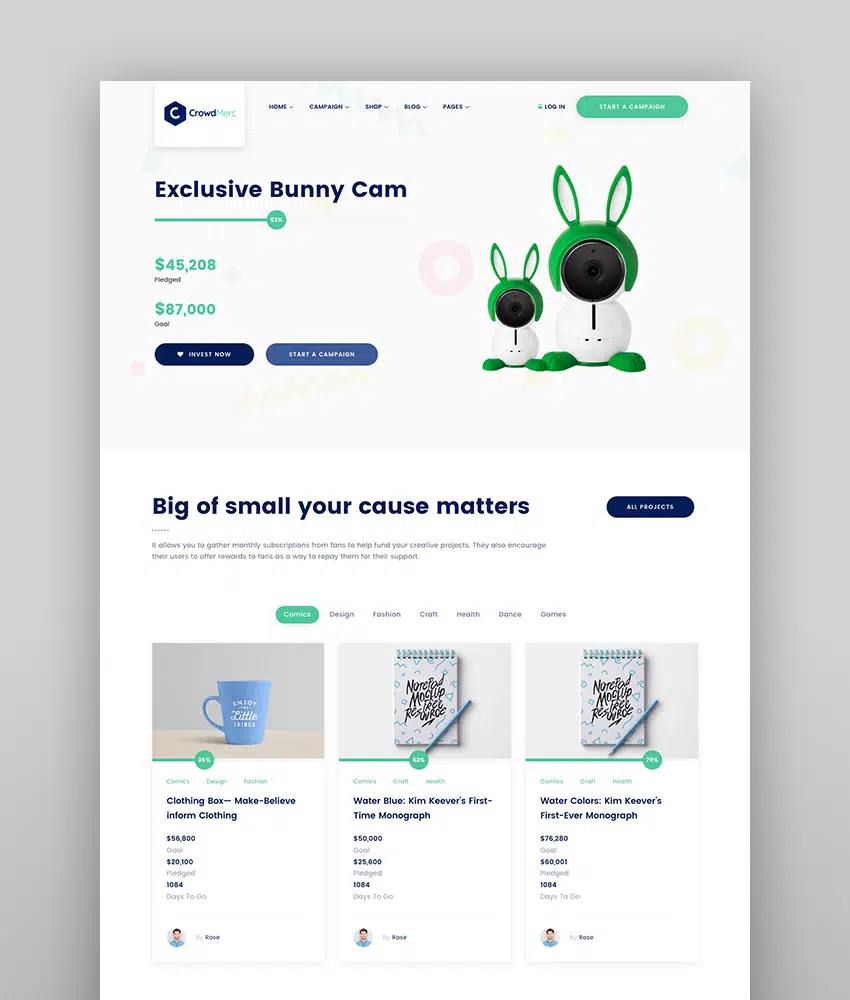 CrowdMerc
HOME CAMPAIGN SHOP BLOG PAGES LOG IN START A CAMPAIGN
Exclusive Bunny Cam
52%
$45,208
Pledged
$87,000
Goal
INVEST NOW START A CAMPAIGN
Big of small your cause matters
ALL PROJECTS
It allows you to gather monthly subscriptions from fans to help fund your creative projects. They also encourage
their users to offer rewards to fans as a way to repay them for their support.
Comics Design Fashion Craft Health Dance Games
ENJOY
THE
Little
THINGS
36%
Comics Design Fashion
Clothing Box— Make-Believe
inform Clothing
$56,800
Goal
$20,100
Pledged
1084
Days To Go
By Rose
NOTEPAD
MOCKUP
FREE
RESOURCE
52%
Comics Craft Health
Water Blue: Kim Keever's First-
Time Monograph
$50,000
Goal
$25,600
Pledged
1084
Days To Go
By Rose
NOTEPAD
MOCKUP
FREE
RESOURCE
79%
Comics Craft Health
Water Colors: Kim Keever's
First-Ever Monograph
$76,280
Goal
$60,001
Pledged
1084
Days To Go
By Rose